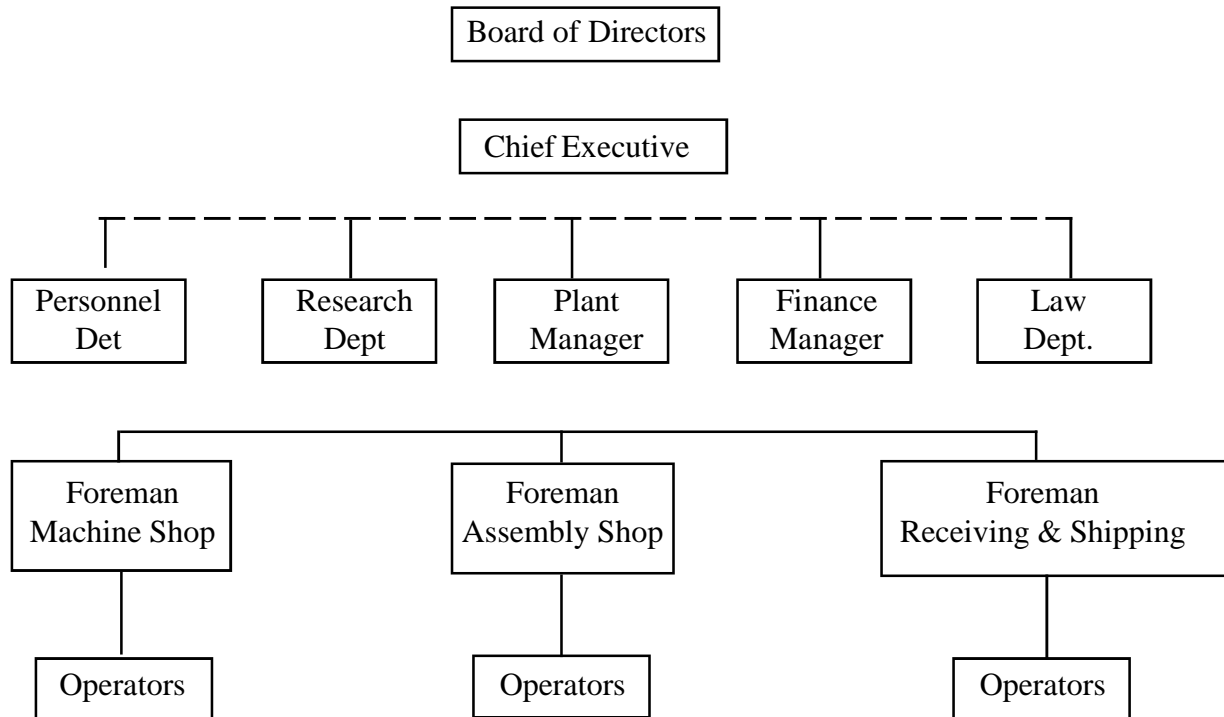 Board of Directors
Chief Executive
Personnel
Det
Research
Dept
Plant
Manager
Finance
Manager
Law
Dept.
Foreman
Machine Shop
Foreman
Assembly Shop
Foreman
Receiving & Shipping
Operators
Operators
Operators